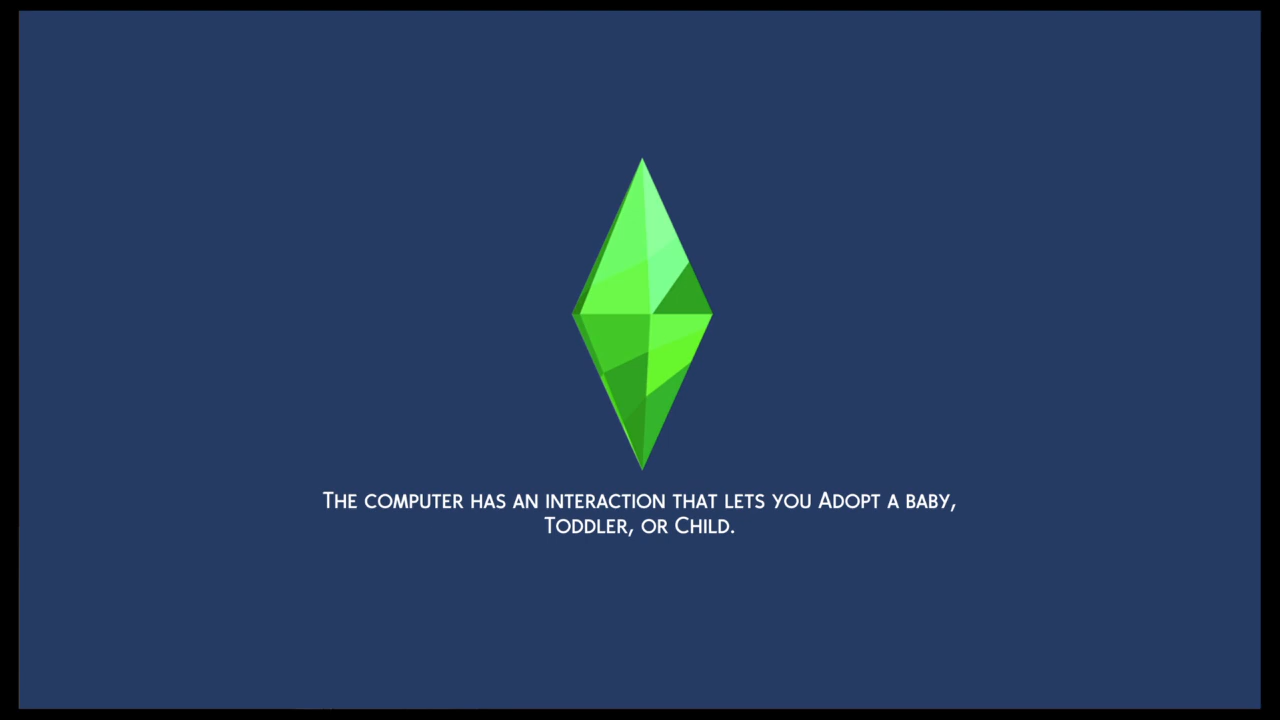 The computer has an interaction that lets you Adopt a baby,
Toddler, or Child.